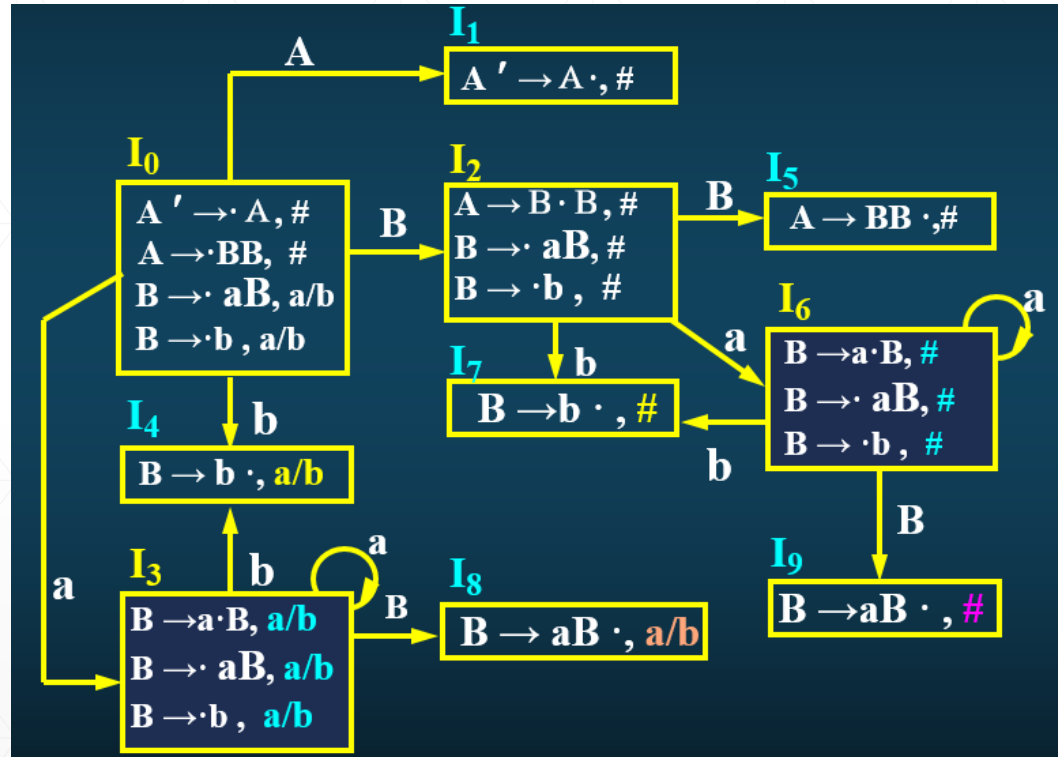 I₁
A
A ′ → A ·, #
I₀
A ′ →· A, #
A →·BB, #
B →· aB, a/b
B →·b , a/b
B
I₂
A → B · B, #
B →· aB, #
B → ·b , #
B
I₅
A → BB ·,#
a
I₆
a
B →a·B, #
B →· aB, #
B → ·b , #
b
I₇
B →b · , #
b
b
I₄
B → b ·, a/b
B
I₉
B →aB · , #
a
b
I₃
a
B →a·B, a/b
B →· aB, a/b
B →·b , a/b
B
I₈
B → aB ·, a/b